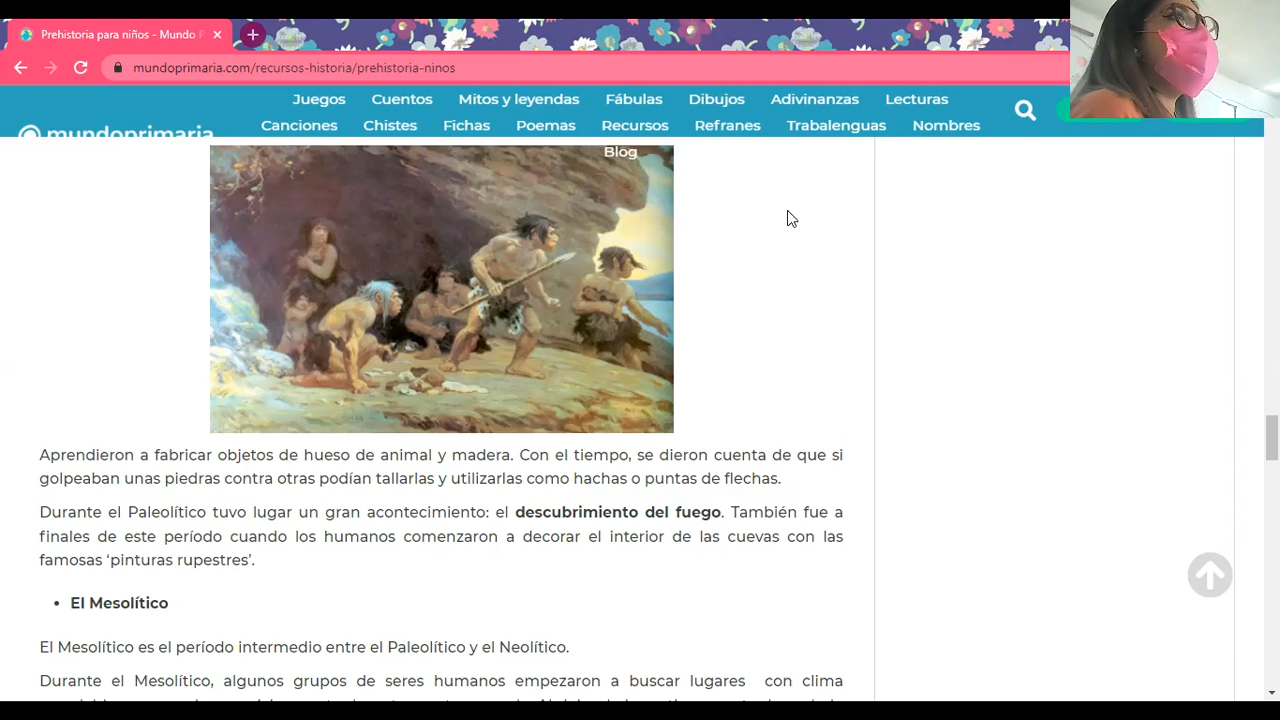 Prehistoria para niños - Mundo P
mundoprimaria.com/recursos-historia/prehistoria-ninos
Juegos Cuentos Mitos y leyendas Fábulas Dibujos Adivinanzas Lecturas
mundoprimaria Canciones Chistes Fichas Poemas Recursos Refranes Trabalenguas Nombres
Blog
Aprendieron a fabricar objetos de hueso de animal y madera. Con el tiempo, se dieron cuenta de que si
golpeaban unas piedras contra otras podían tallarlas y utilizarlas como hachas o puntas de flechas.
Durante el Paleolítico tuvo lugar un gran acontecimiento: el descubrimiento del fuego. También fue a
finales de este período cuando los humanos comenzaron a decorar el interior de las cuevas con las
famosas ‘pinturas rupestres’.
• El Mesolítico
El Mesolítico es el período intermedio entre el Paleolítico y el Neolítico.
Durante el Mesolítico, algunos grupos de seres humanos empezaron a buscar lugares con clima